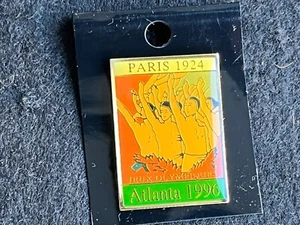 PARIS 1924
JEUX OLYMPIQUES
Atlanta 1996